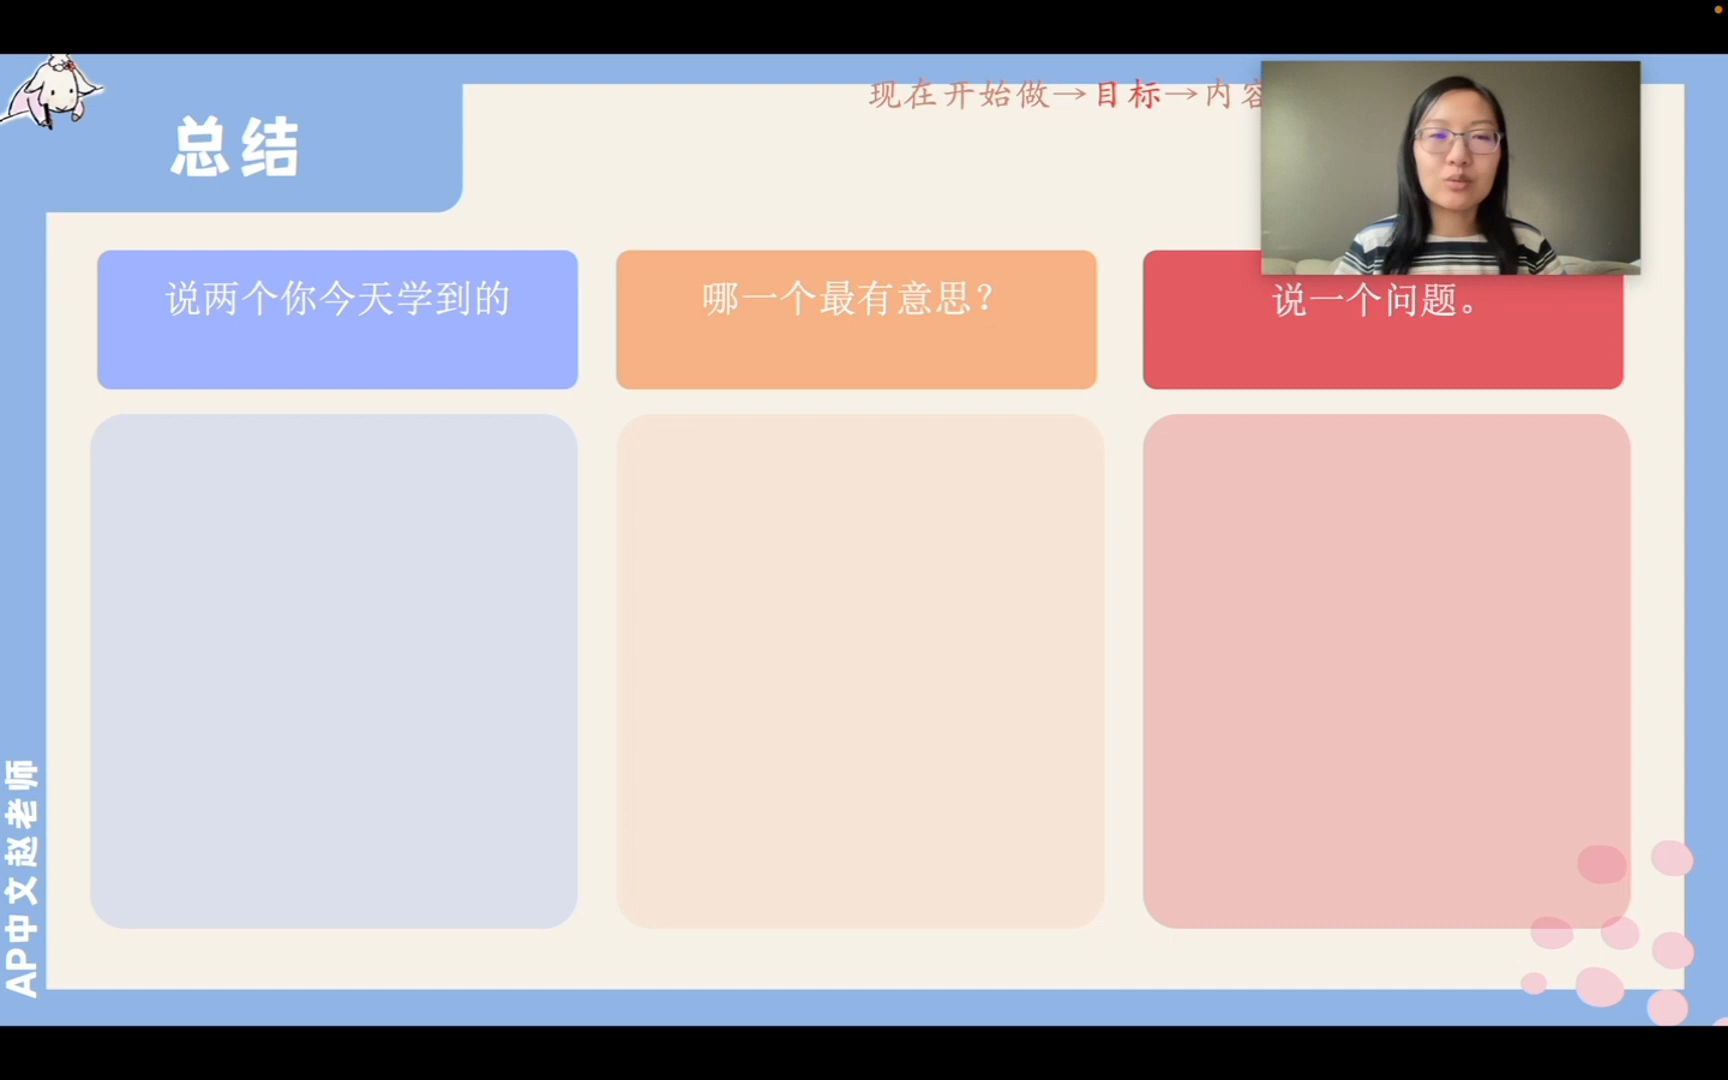 现在开始做→目标→内容
总结
说两个你今天学到的
哪一个最有意思？
说一个问题。
AP中文赵老师